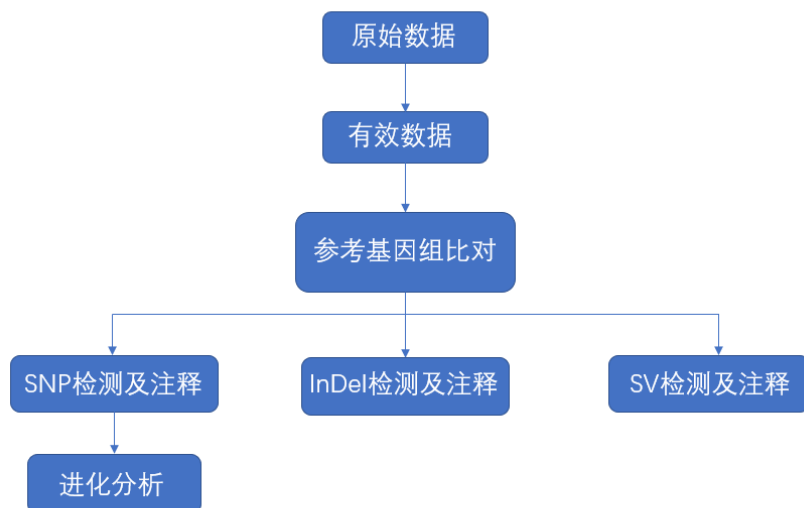 原始数据
有效数据
参考基因组比对
SNP检测及注释
InDel检测及注释
SV检测及注释
进化分析